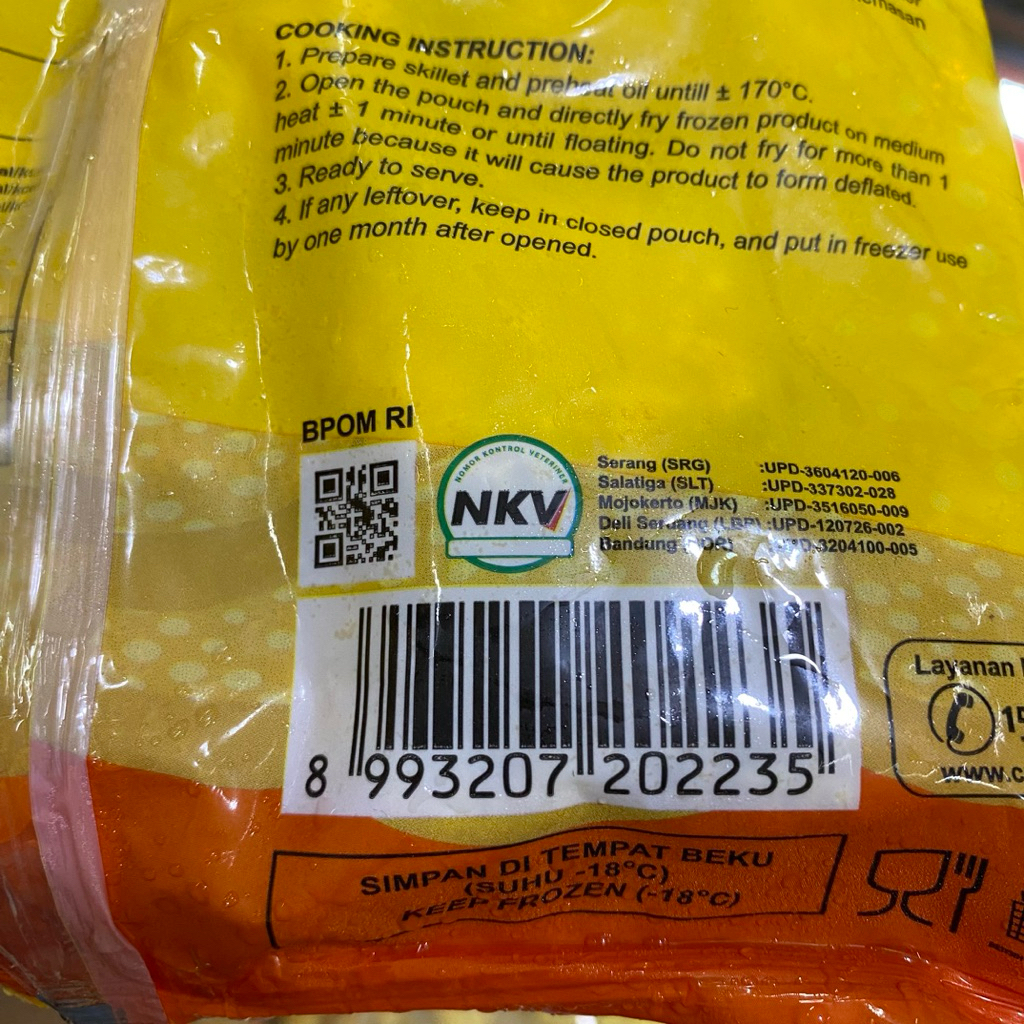 kemasan
COOKING INSTRUCTION:
1. Prepare skillet and preheat oil untill ± 170°C.
2. Open the pouch and directly fry frozen product on medium
heat ± 1 minute or until floating. Do not fry for more than 1
minute because it will cause the product to form deflated.
3. Ready to serve.
4. If any leftover, keep in closed pouch, and put in freezer use
by one month after opened.
BPOM RI
NOMOR KONTROL VETERINER
NKV
Serang (SRG) :UPD-3604120-006
Salatiga (SLT) :UPD-337302-028
Mojokerto (MJK) :UPD-3516050-009
Deli Serdang (LBP) :UPD-120726-002
Bandung :UPD-3204100-005
8 993207 202235
Layanan
15
www.c
SIMPAN DI TEMPAT BEKU
(SUHU -18°C)
KEEP FROZEN (-18°C)